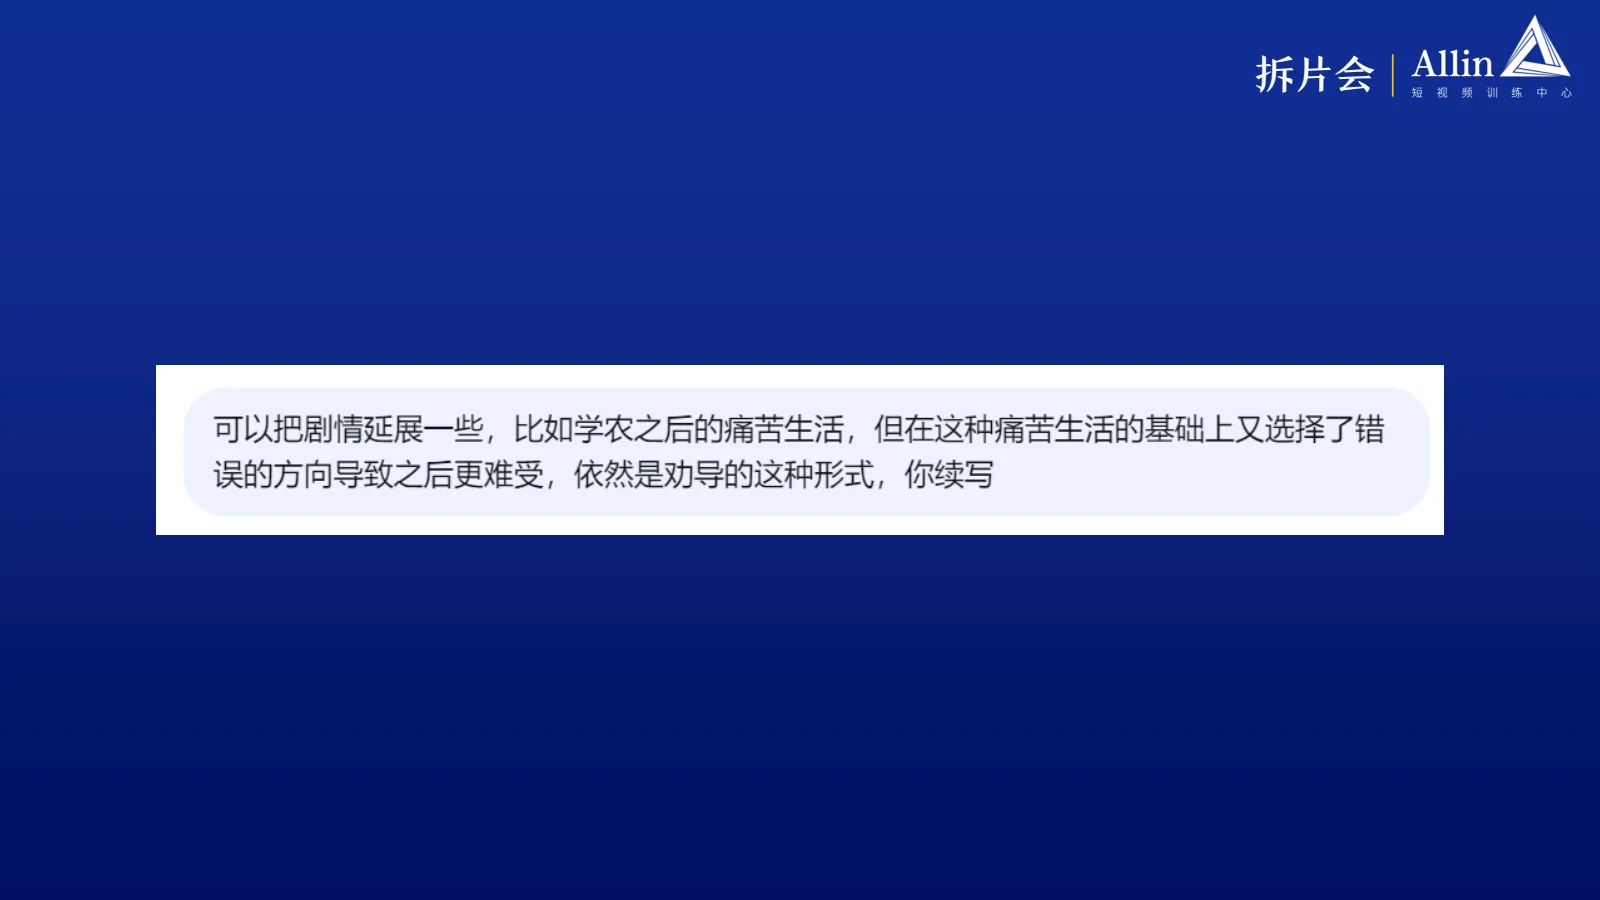 拆片会
Allin
短视频训练中心
可以把剧情延展一些，比如学农之后的痛苦生活，但在这种痛苦生活的基础上又选择了错
误的方向导致之后更难受，依然是劝导的这种形式，你续写